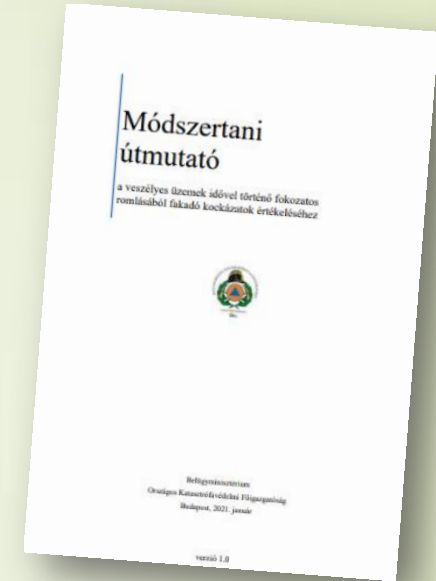 Módszertani
útmutató
a veszélyes üzemek idővel történő fokozatos
romlásából fakadó kockázatok értékeléséhez
Belügyminisztérium
Országos Katasztrófavédelmi Főigazgatóság
Budapest, 2021. január
verzió 1.0